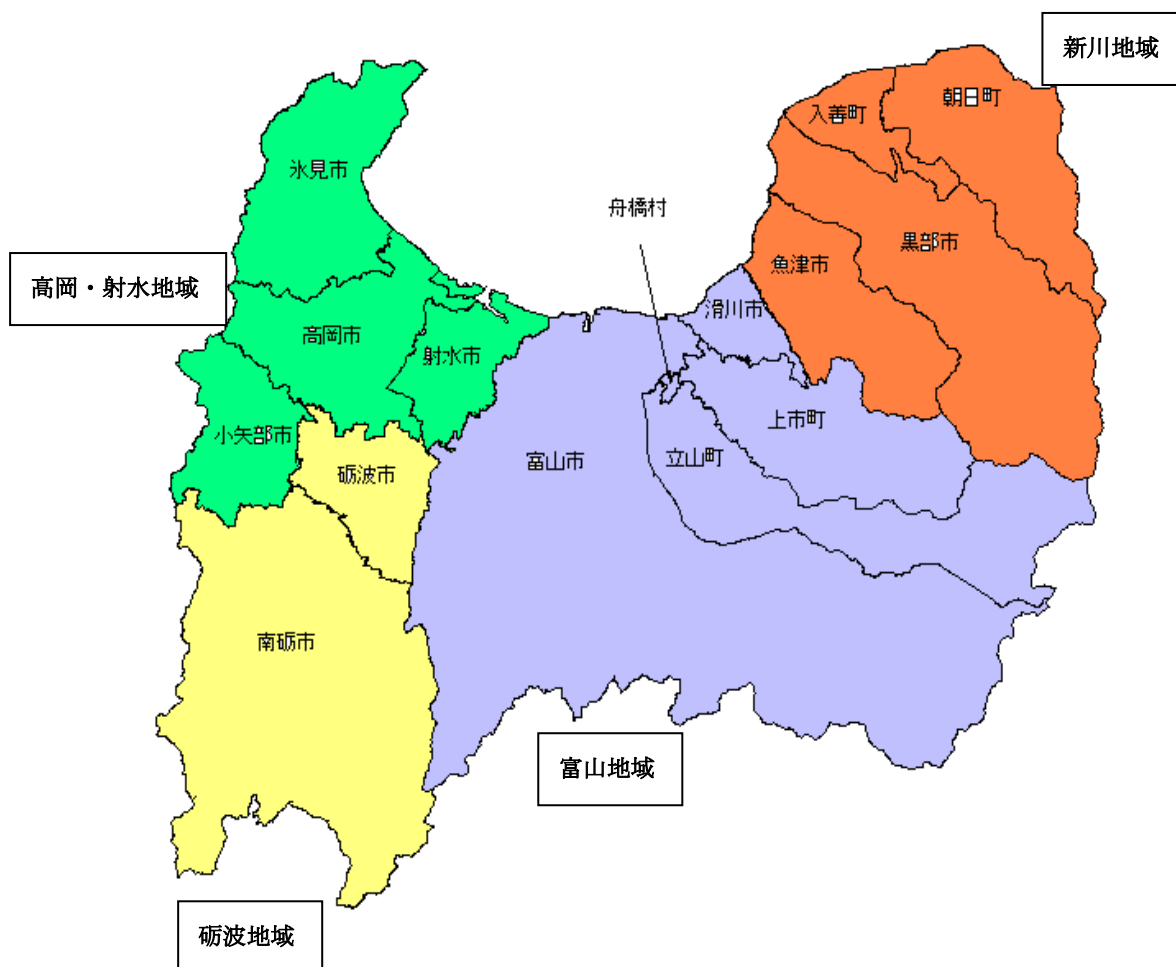 新川地域
朝日町
入善町
氷見市
舟橋村
黒部市
魚津市
高岡・射水地域
滑川市
高岡市
射水市
上市町
小矢部市
富山市
立山町
砺波市
南砺市
富山地域
砺波地域